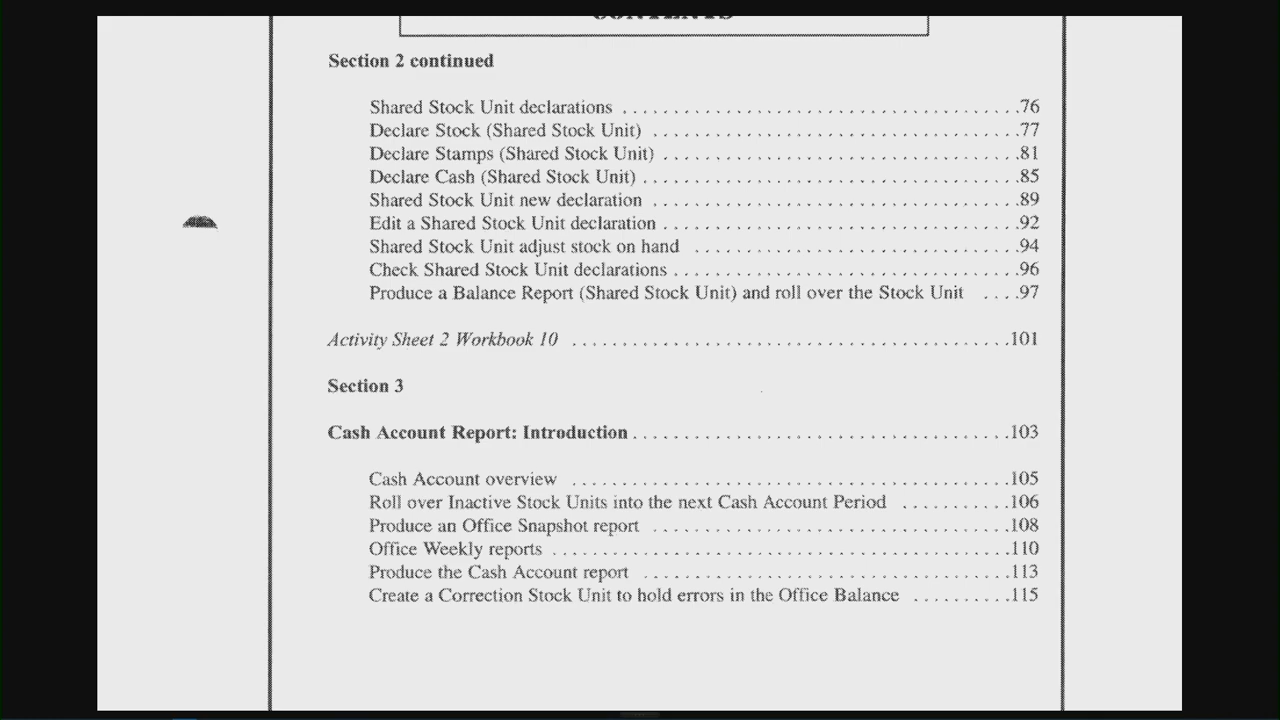 CONTENTS
Section 2 continued
Shared Stock Unit declarations . . . . . . . . . . . . . . . . . . . . . . . . . . . . . . . . . . . . . . .76
Declare Stock (Shared Stock Unit) . . . . . . . . . . . . . . . . . . . . . . . . . . . . . . . . . . . .77
Declare Stamps (Shared Stock Unit) . . . . . . . . . . . . . . . . . . . . . . . . . . . . . . . . . . .81
Declare Cash (Shared Stock Unit) . . . . . . . . . . . . . . . . . . . . . . . . . . . . . . . . . . . . .85
Shared Stock Unit new declaration . . . . . . . . . . . . . . . . . . . . . . . . . . . . . . . . . . . .89
Edit a Shared Stock Unit declaration . . . . . . . . . . . . . . . . . . . . . . . . . . . . . . . . . . .92
Shared Stock Unit adjust stock on hand . . . . . . . . . . . . . . . . . . . . . . . . . . . . . . . .94
Check Shared Stock Unit declarations . . . . . . . . . . . . . . . . . . . . . . . . . . . . . . . . . .96
Produce a Balance Report (Shared Stock Unit) and roll over the Stock Unit . . . .97
Activity Sheet 2 Workbook 10 . . . . . . . . . . . . . . . . . . . . . . . . . . . . . . . . . . . . . . . . . .101
Section 3
Cash Account Report: Introduction . . . . . . . . . . . . . . . . . . . . . . . . . . . . . . . . . . . . .103
Cash Account overview . . . . . . . . . . . . . . . . . . . . . . . . . . . . . . . . . . . . . . . . . .105
Roll over Inactive Stock Units into the next Cash Account Period . . . . . . . . . . .106
Produce an Office Snapshot report . . . . . . . . . . . . . . . . . . . . . . . . . . . . . . . . . . .108
Office Weekly reports . . . . . . . . . . . . . . . . . . . . . . . . . . . . . . . . . . . . . . . . . . . .110
Produce the Cash Account report . . . . . . . . . . . . . . . . . . . . . . . . . . . . . . . . . . . .113
Create a Correction Stock Unit to hold errors in the Office Balance . . . . . . . . . .115